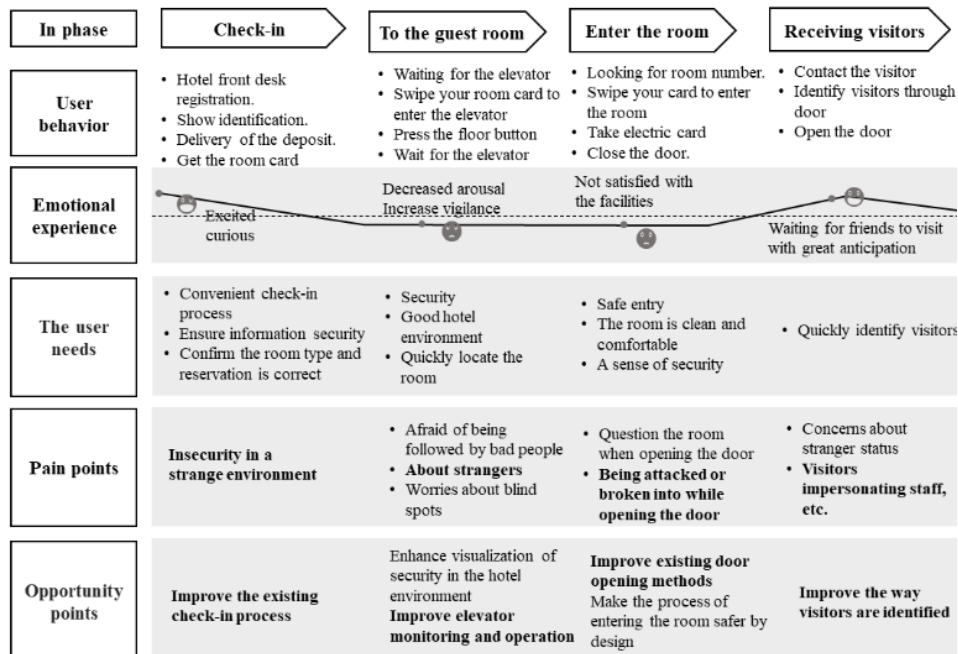 In phase
Check-in
To the guest room
Enter the room
Receiving visitors
User
behavior
• Hotel front desk
registration.
• Show identification.
• Delivery of the deposit.
• Get the room card
• Waiting for the elevator
• Swipe your room card to
enter the elevator
• Press the floor button
• Wait for the elevator
• Looking for room number.
• Swipe your card to enter
the room
• Take electric card
• Close the door.
• Contact the visitor
• Identify visitors through
door
• Open the door
Emotional
experience
Excited
curious
Decreased arousal
Increase vigilance
Not satisfied with
the facilities
Waiting for friends to visit
with great anticipation
The user
needs
• Convenient check-in
process
• Ensure information security
• Confirm the room type and
reservation is correct
• Security
• Good hotel
environment
• Quickly locate the
room
• Safe entry
• The room is clean and
comfortable
• A sense of security
• Quickly identify visitors
Pain points
Insecurity in a
strange environment
• Afraid of being
followed by bad people
• About strangers
• Worries about blind
spots
• Question the room
when opening the door
• Being attacked or
broken into while
opening the door
• Concerns about
stranger status
• Visitors
impersonating staff,
etc.
Opportunity
points
Improve the existing
check-in process
Enhance visualization of
security in the hotel
environment
Improve elevator
monitoring and operation
Improve existing door
opening methods
Make the process of
entering the room safer by
design
Improve the way
visitors are identified